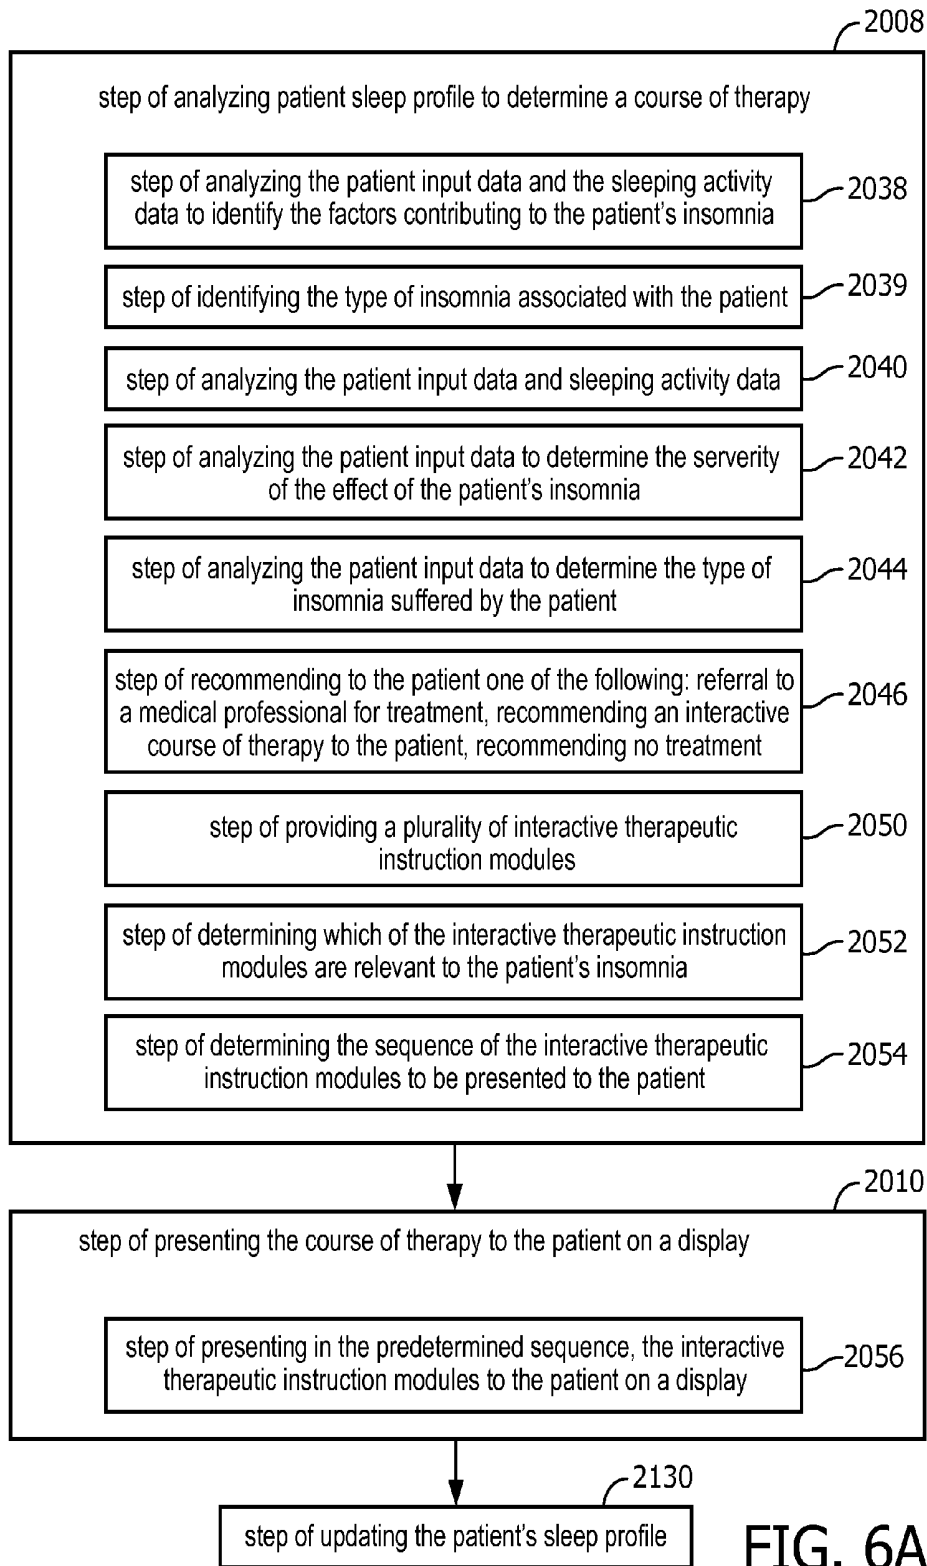 2008
step of analyzing patient sleep profile to determine a course of therapy
step of analyzing the patient input data and the sleeping activity
data to identify the factors contributing to the patient's insomnia
2038
step of identifying the type of insomnia associated with the patient
2039
step of analyzing the patient input data and sleeping activity data
2040
step of analyzing the patient input data to determine the serverity
of the effect of the patient's insomnia
2042
step of analyzing the patient input data to determine the type of
insomnia suffered by the patient
2044
step of recommending to the patient one of the following: referral to
a medical professional for treatment, recommending an interactive
course of therapy to the patient, recommending no treatment
2046
step of providing a plurality of interactive therapeutic
instruction modules
2050
step of determining which of the interactive therapeutic instruction
modules are relevant to the patient's insomnia
2052
step of determining the sequence of the interactive therapeutic
instruction modules to be presented to the patient
2054
2010
step of presenting the course of therapy to the patient on a display
step of presenting in the predetermined sequence, the interactive
therapeutic instruction modules to the patient on a display
2056
2130
step of updating the patient's sleep profile
FIG. 6A